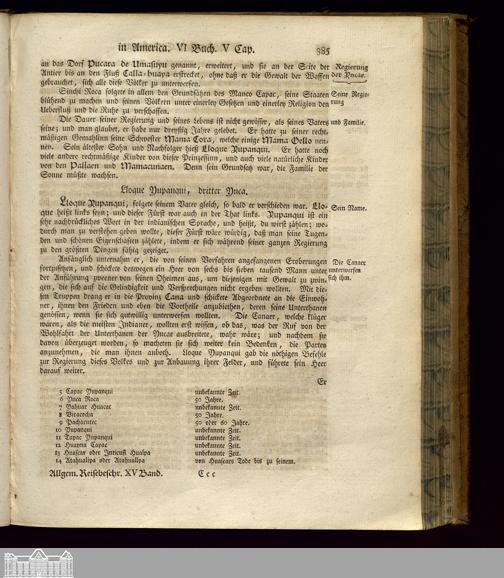 in America. VI Buch. V Cap. 385
an das Dorf Pucara de Umasuyu genannt, erweitert, und sie an der Seite der
Antier bis an den Fluß Calla-huaya erstrecket, ohne daß er die Gewalt der Waffen
gebrauchet, sich alle diese Völker zu unterwerfen.
Regierung
der Yncae.
Sinchi Roca folgete in allem den Grundsätzen des Manco Capac, seine Staaten
blühend zu machen und seinen Völkern unter einerley Gesetzen und einerley Religion den
Ueberfluß und die Ruhe zu verschaffen.
Seine Regie-
rung
Die Dauer seiner Regierung und seines Lebens ist nicht gewisser, als seines Vaters
seine; und man glaubet, er habe nur dreyßig Jahre gelebet. Er hatte zu seiner recht-
mäßigen Gemahlinn seine Schwester Mama Cora, welche einige Mama Oello nen-
nen. Sein ältester Sohn und Nachfolger hieß Lloque Yupanqui. Er hatte noch
viele andere rechtmäßige Kinder von dieser Prinzeßinn, und auch viele natürliche Kinder
von den Pallaen und Mamacunaen. Denn sein Grundsatz war, die Familie der
Sonne müßte wachsen.
und Familie.
Lloque Yupanqui, dritter Ynca.
Lloque Yupanqui, folgete seinem Vater gleich, so bald er verschieden war. Llo-
que heißt links seyn; und dieser Fürst war auch in der That links. Yupanqui ist ein
sehr nachdrückliches Wort in der indianischen Sprache, und heißt, du wirst zählen; wo-
durch man zu verstehen geben wollte, dieser Fürst wäre würdig, daß man seine Tugen-
den und schönen Eigenschaften zählete, indem er sich während seiner ganzen Regierung
zu den größten Dingen fähig gezeiget.
Sein Name.
Anfänglich unternahm er, die von seinen Vorfahren angefangenen Eroberungen
fortzusetzen, und schickete deswegen ein Heer von sechs bis sieben tausend Mann unter
der Anführung zweener von seinen Oheimen aus, um diejenigen mit Gewalt zu zwin-
gen, die sich auf die Gelindigkeit und Versprechungen nicht ergeben wollten. Mit die-
sen Truppen drang er in die Provinz Cana und schickete Abgeordnete an die Einwoh-
ner, ihnen den Frieden und eben die Vortheile anzubiethen, deren seine Unterthanen
genössen, wenn sie sich gutwillig unterwerfen wollten. Die Canaer, welche klüger
waren, als die meisten Indianer, wollten erst wissen, ob das, was der Ruf von der
Wohlfahrt der Unterthanen der Yncae ausbreitete, wahr wäre; und nachdem sie
davon überzeuget worden, so macheten sie sich weiter kein Bedenken, die Partey
anzunehmen, die man ihnen anboth. Lloque Yupanqui gab die nöthigen Befehle
zur Regierung dieses Volkes und zur Anbauung ihrer Felder, und führete sein Heer
darauf weiter.
Die Canaer
unterwerfen
sich ihm.
Er
5 Capac Yupanqui unbekannte Zeit.
6 Ynca Roca 50 Jahre.
7 Yahuar Huacac unbekannte Zeit.
8 Viracocha 50 Jahre.
9 Pachacutec 50 oder 60 Jahre.
10 Yupanqui unbekannte Zeit.
11 Tupac Yupanqui unbekannte Zeit.
12 Huayna Capac unbekannte Zeit.
13 Huascar oder Inticusi Hualpa unbekannte Zeit.
14 Atahualipa oder Atahuallpa von Huascars Tode bis zu seinem.
Allgem. Reisebeschr. XV Band. Ccc